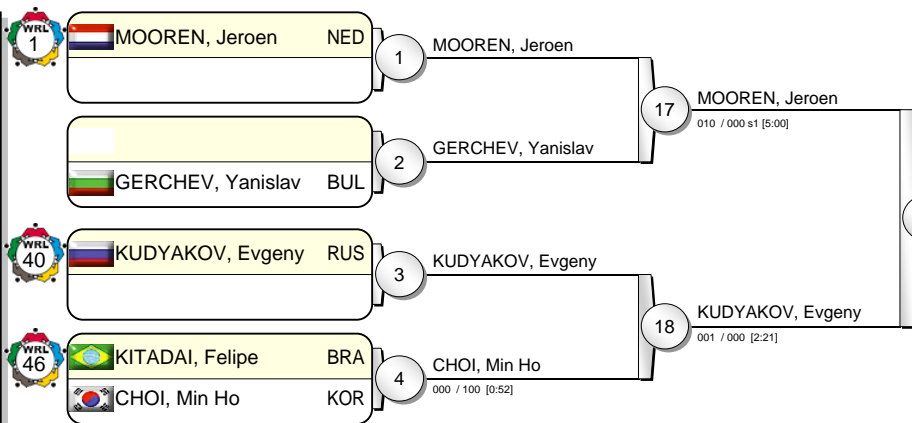 WRL
1
MOOREN, Jeroen NED
1
MOOREN, Jeroen
17
MOOREN, Jeroen
010 / 000 s1 [5:00]
2
GERCHEV, Yanislav
GERCHEV, Yanislav BUL
WRL
40
KUDYAKOV, Evgeny RUS
3
KUDYAKOV, Evgeny
18
KUDYAKOV, Evgeny
001 / 000 [2:21]
WRL
46
KITADAI, Felipe BRA
4
CHOI, Min Ho
000 / 100 [0:52]
CHOI, Min Ho KOR